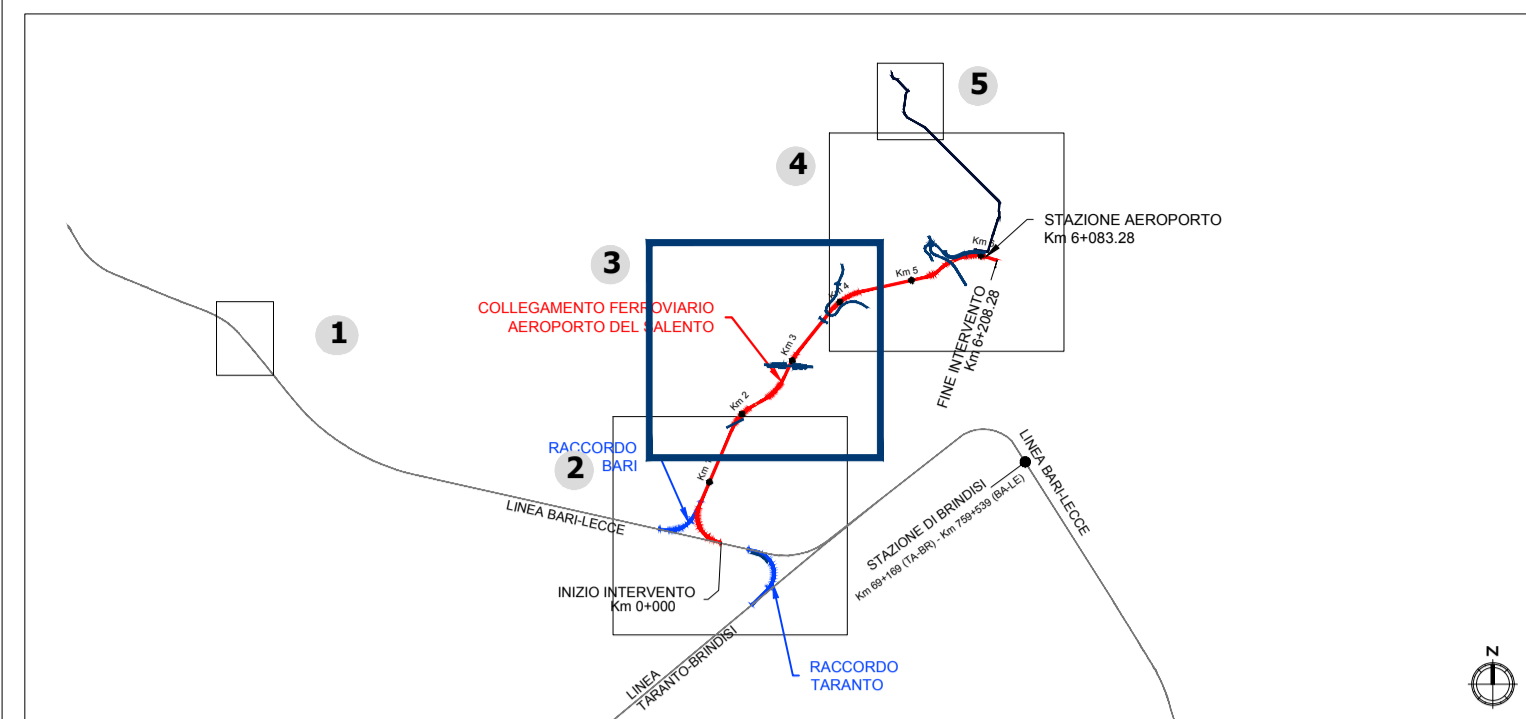 5
4
STAZIONE AEROPORTO
Km 6+083.28
Km 5
3
COLLEGAMENTO FERROVIARIO
AEROPORTO DEL SALENTO
Km 4
Km 3
FINE INTERVENTO
Km 6+208.28
1
Km 2
RACCORDO
BARI
2
LINEA BARI-LECCE
LINEA BARI-LECCE
STAZIONE DI BRINDISI
Km 69+169 (TA-BR) - Km 759+539 (BA-LE)
INIZIO INTERVENTO
Km 0+000
LINEA
TARANTO-BRINDISI
RACCORDO
TARANTO
N